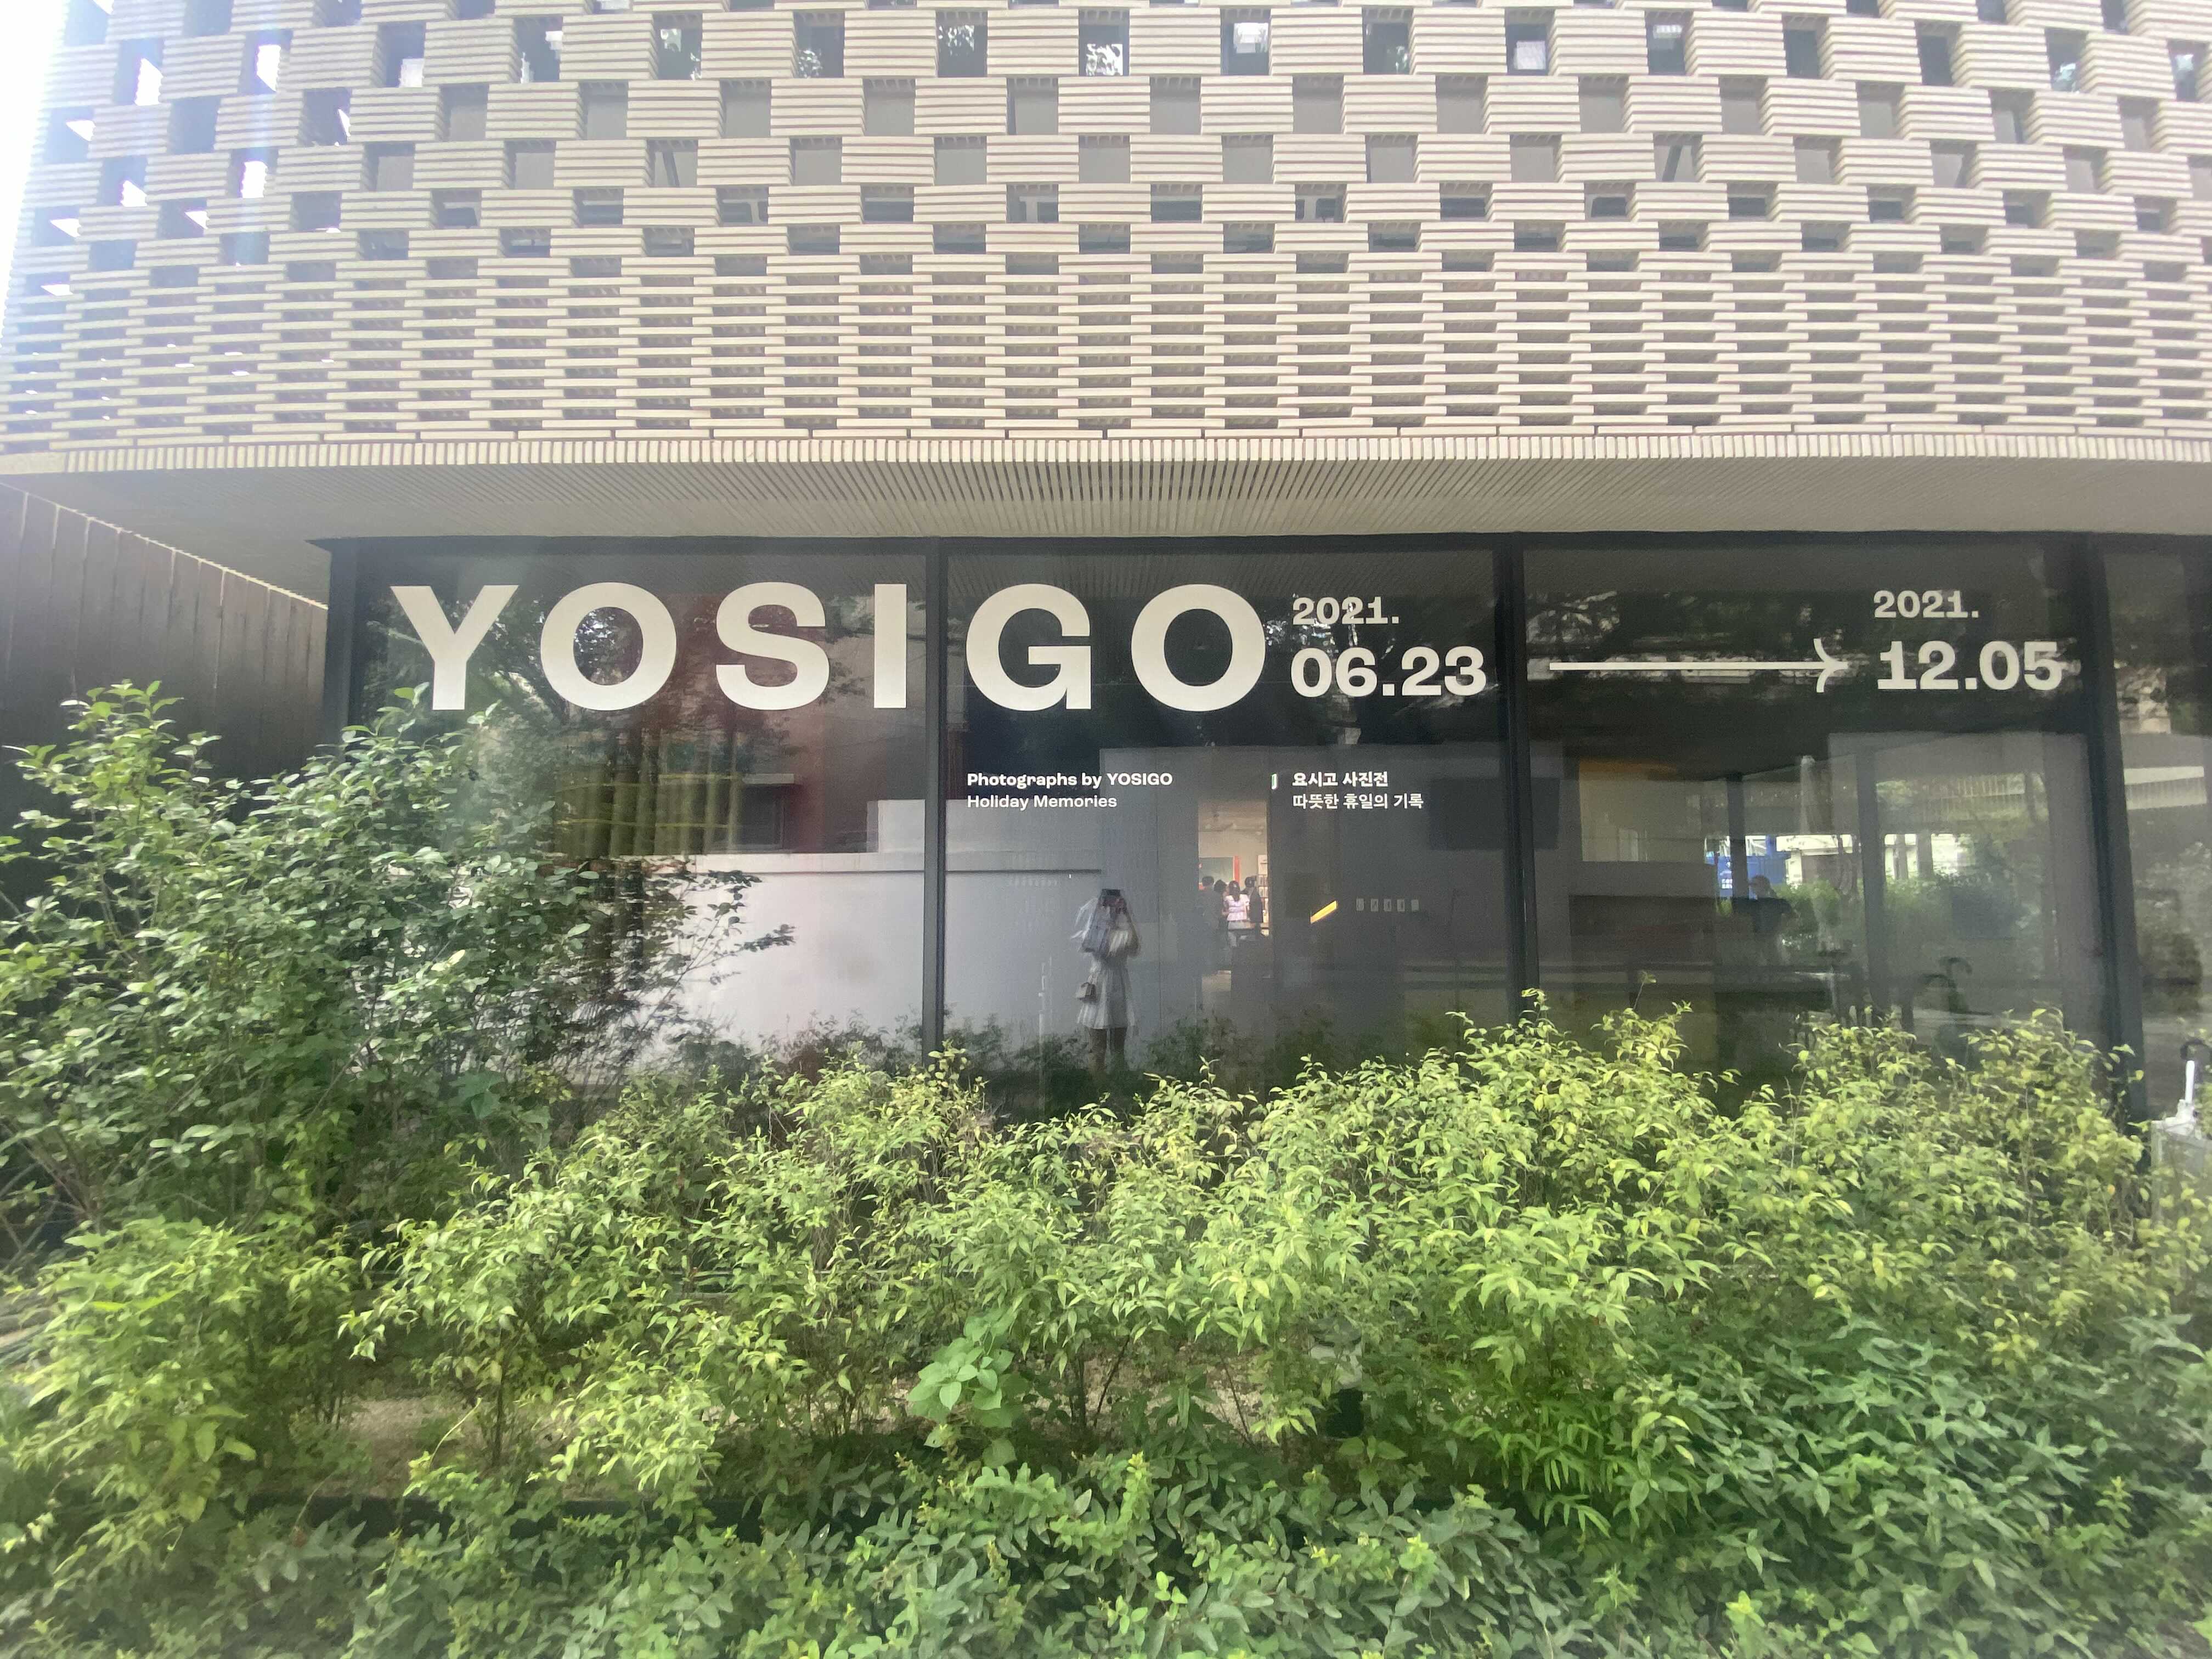 YOSIGO
2021.
06.23
2021.
12.05
Photographs by YOSIGO
Holiday Memories
요시고 사진전
따뜻한 휴일의 기록